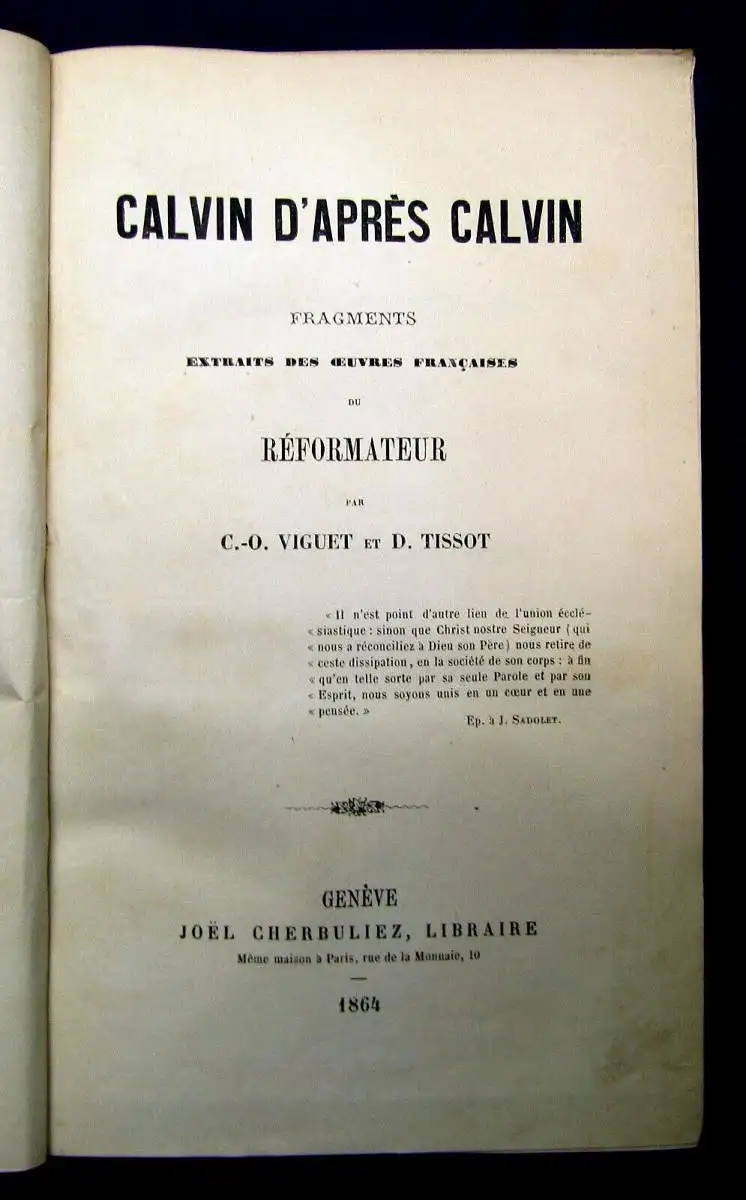 CALVIN D'APRÈS CALVIN
FRAGMENTS
EXTRAITS DES ŒUVRES FRANÇAISES
DU
RÉFORMATEUR
PAR
C.-O. VIGUET ET D. TISSOT
« Il n'est point d'autre lien de l'union écclé-
« siastique : sinon que Christ nostre Seigneur (qui
« nous a réconciliez à Dieu son Père) nous retire de
« ceste dissipation, en la société de son corps : à fin
« qu'en telle sorte par sa seule Parole et par son
« Esprit, nous soyons unis en un cœur et en une
« pensée. »
Ep. à J. SADOLET.
GENÈVE
JOËL CHERBULIEZ, LIBRAIRE
Même maison à Paris, rue de la Monnaie, 10
1864